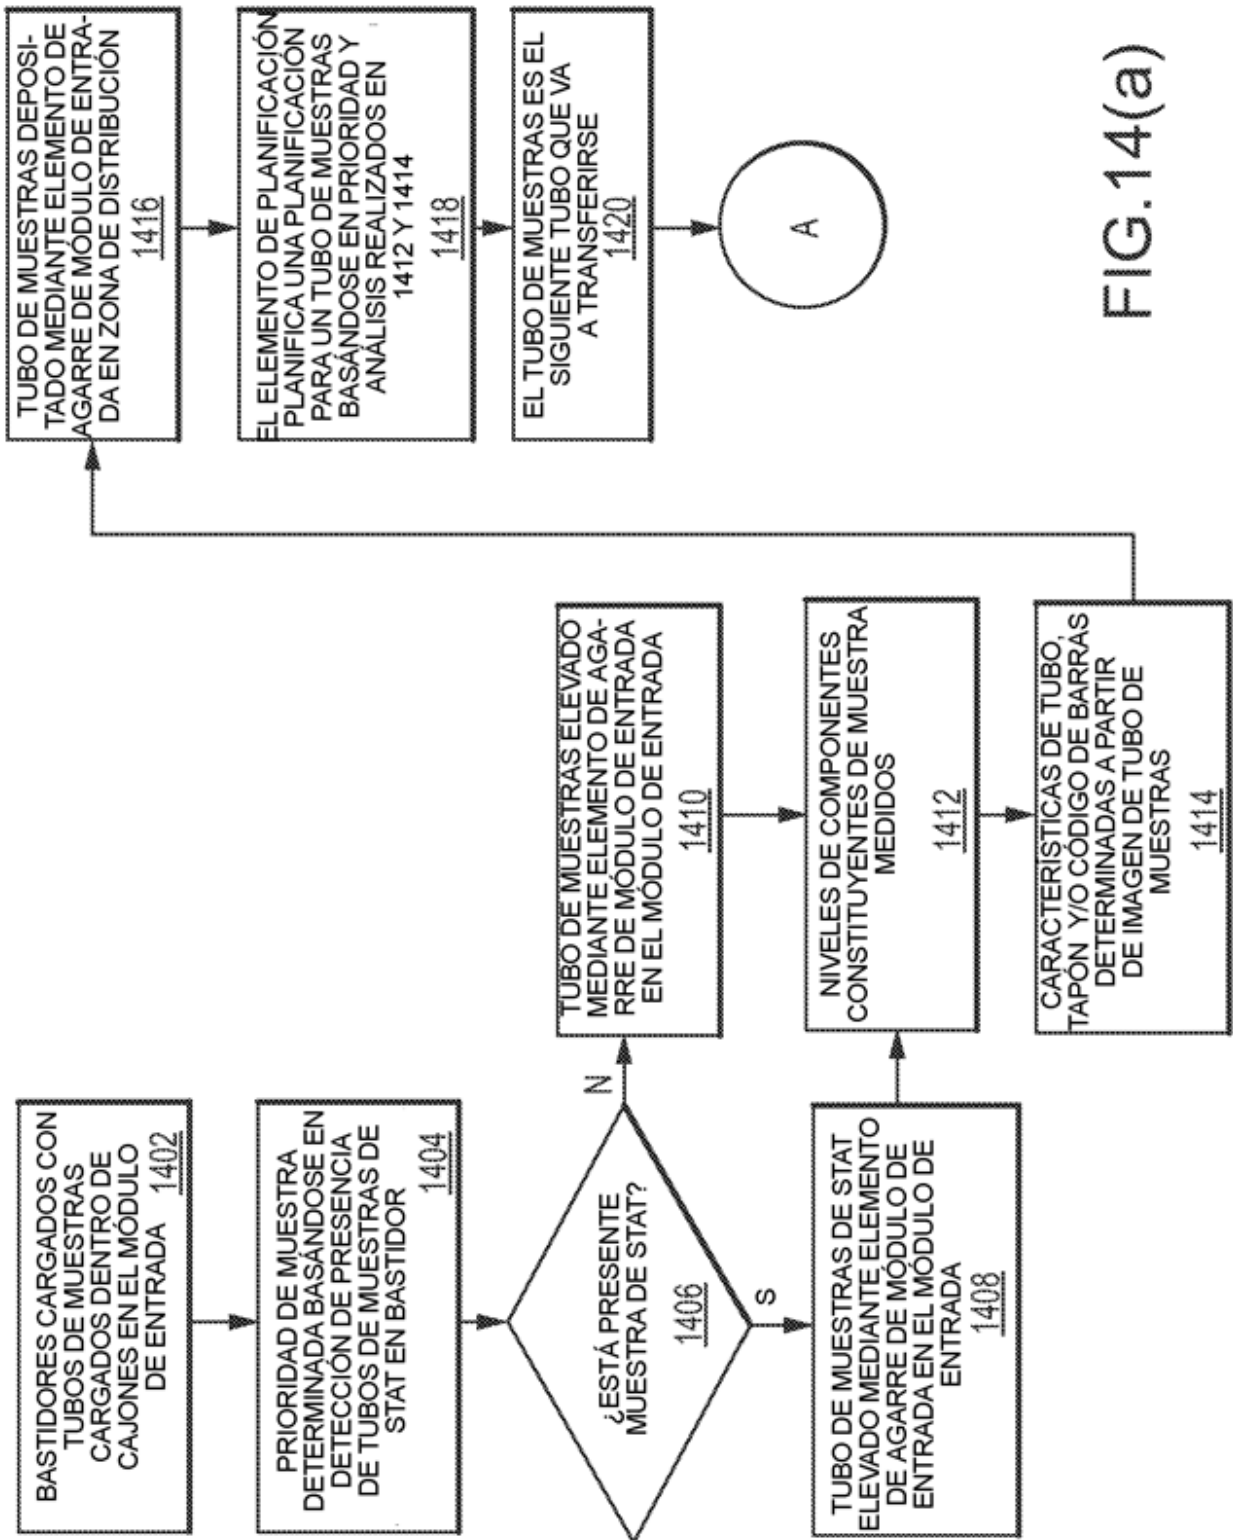 BASTIDORES CARGADOS CON
TUBOS DE MUESTRAS
CARGADOS DENTRO DE
CAJONES EN EL MÓDULO
DE ENTRADA
1402
PRIORIDAD DE MUESTRA
DETERMINADA BASÁNDOSE EN
DETECCIÓN DE PRESENCIA
DE TUBOS DE MUESTRAS DE
STAT EN BASTIDOR
1404
¿ESTÁ PRESENTE
MUESTRA DE STAT?
1406
N
S
TUBO DE MUESTRAS DE STAT
ELEVADO MEDIANTE ELEMENTO
DE AGARRE DE MÓDULO DE
ENTRADA EN EL MÓDULO DE
ENTRADA
1408
TUBO DE MUESTRAS ELEVADO
MEDIANTE ELEMENTO DE AGA-
RRE DE MÓDULO DE ENTRADA
EN EL MÓDULO DE ENTRADA
1410
NIVELES DE COMPONENTES
CONSTITUYENTES DE MUESTRA
MEDIDOS
1412
CARACTERÍSTICAS DE TUBO,
TAPÓN Y/O CÓDIGO DE BARRAS
DETERMINADAS A PARTIR
DE IMAGEN DE TUBO DE
MUESTRAS
1414
TUBO DE MUESTRAS DEPOSI-
TADO MEDIANTE ELEMENTO DE
AGARRE DE MÓDULO DE ENTRA-
DA EN ZONA DE DISTRIBUCIÓN
1416
EL ELEMENTO DE PLANIFICACIÓN
PLANIFICA UNA PLANIFICACIÓN
PARA UN TUBO DE MUESTRAS
BASÁNDOSE EN PRIORIDAD Y
ANÁLISIS REALIZADOS EN
1412 Y 1414
1418
EL TUBO DE MUESTRAS ES EL
SIGUIENTE TUBO QUE VA
A TRANSFERIRSE
1420
A
FIG.14(a)